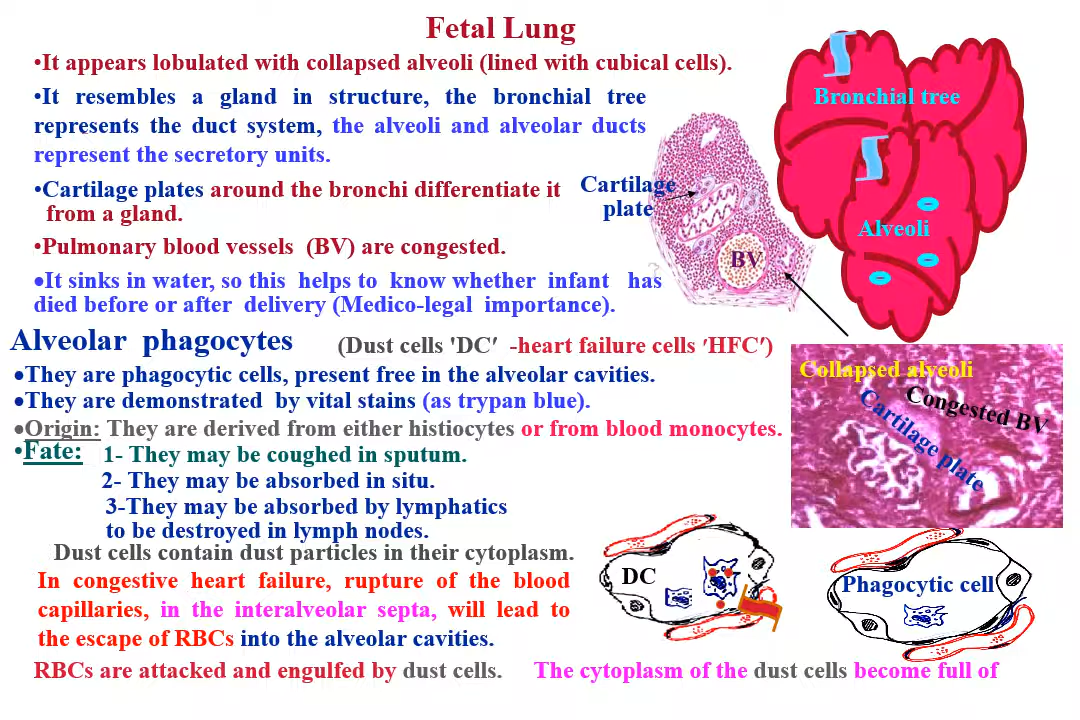 Fetal Lung
•It appears lobulated with collapsed alveoli (lined with cubical cells).
•It resembles a gland in structure, the bronchial tree
represents the duct system, the alveoli and alveolar ducts
represent the secretory units.
•Cartilage plates around the bronchi differentiate it
from a gland.
•Pulmonary blood vessels (BV) are congested.
•It sinks in water, so this helps to know whether infant has
died before or after delivery (Medico-legal importance).
Cartilage
plate
BV
Bronchial tree
Alveoli
Alveolar phagocytes (Dust cells 'DC' -heart failure cells 'HFC')
•They are phagocytic cells, present free in the alveolar cavities.
•They are demonstrated by vital stains (as trypan blue).
•Origin: They are derived from either histiocytes or from blood monocytes.
•Fate: 1- They may be coughed in sputum.
2- They may be absorbed in situ.
3-They may be absorbed by lymphatics
to be destroyed in lymph nodes.
Collapsed alveoli
Congested BV
Cartilage plate
Dust cells contain dust particles in their cytoplasm.
In congestive heart failure, rupture of the blood
capillaries, in the interalveolar septa, will lead to
the escape of RBCs into the alveolar cavities.
DC
Phagocytic cell
RBCs are attacked and engulfed by dust cells. The cytoplasm of the dust cells become full of